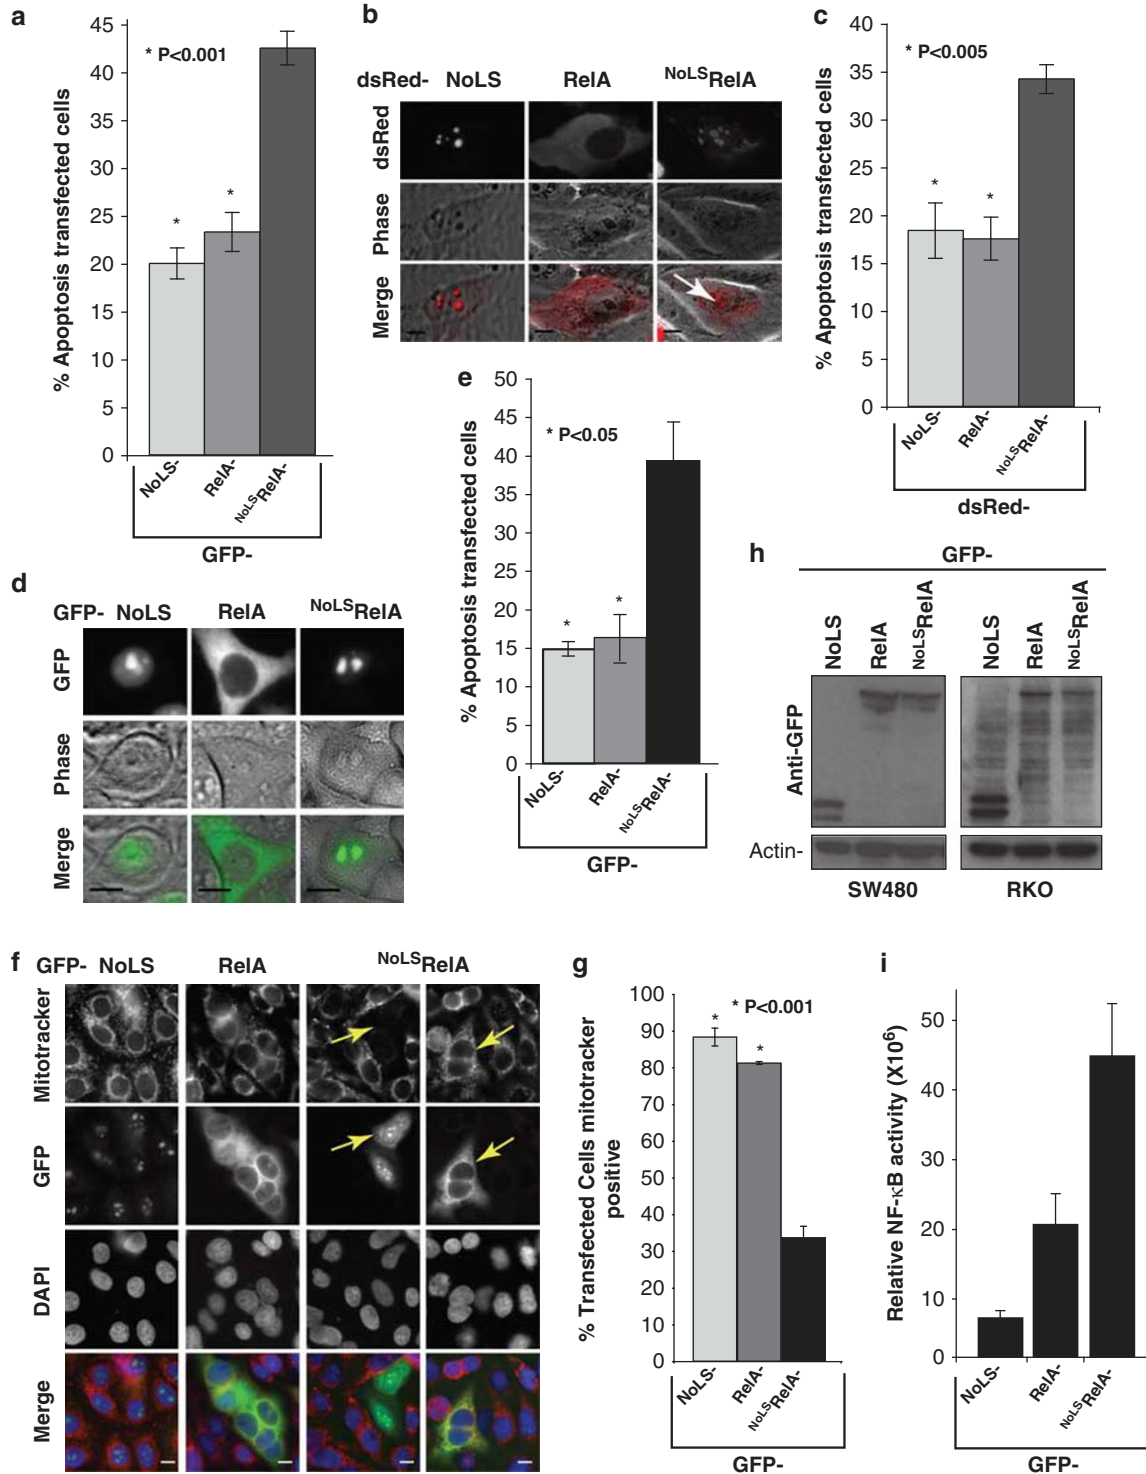 a
% Apoptosis transfected cells
45
40
35
30
25
20
15
10
5
0
* P<0.001
*
*
NoLS-
RelA-
NoLSRelA-
GFP-
b
dsRed- NoLS RelA NoLSRelA
dsRed
Phase
Merge
c
% Apoptosis transfected cells
40
35
30
25
20
15
10
5
0
* P<0.005
*
*
NoLS-
RelA-
NoLSRelA-
dsRed-
d
GFP- NoLS RelA NoLSRelA
GFP
Phase
Merge
e
% Apoptosis transfected cells
50
45
40
35
30
25
20
15
10
5
0
* P<0.05
*
*
NoLS-
RelA-
NoLSRelA-
GFP-
h
GFP-
NoLS
RelA
NoLSRelA
NoLS
RelA
NoLSRelA
Anti-GFP
Actin-
SW480
RKO
f
GFP- NoLS RelA NoLSRelA
Mitotracker
GFP
DAPI
Merge
g
% Transfected Cells mitotracker
positive
100
90
80
70
60
50
40
30
20
10
0
* P<0.001
*
*
NoLS-
RelA-
NoLSRelA-
GFP-
i
Relative NF-κB activity (X10⁶)
50
40
30
20
10
0
NoLS-
RelA-
NoLSRelA-
GFP-